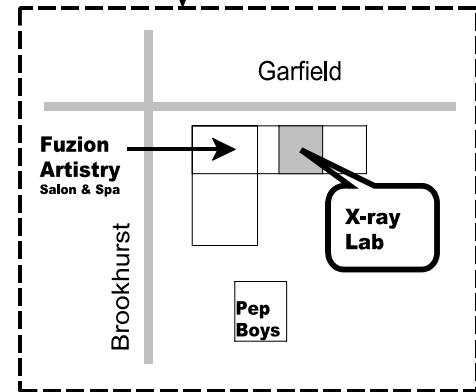 Garfield
Fuzion
Artistry
Salon & Spa
X-ray
Lab
Brookhurst
Pep
Boys